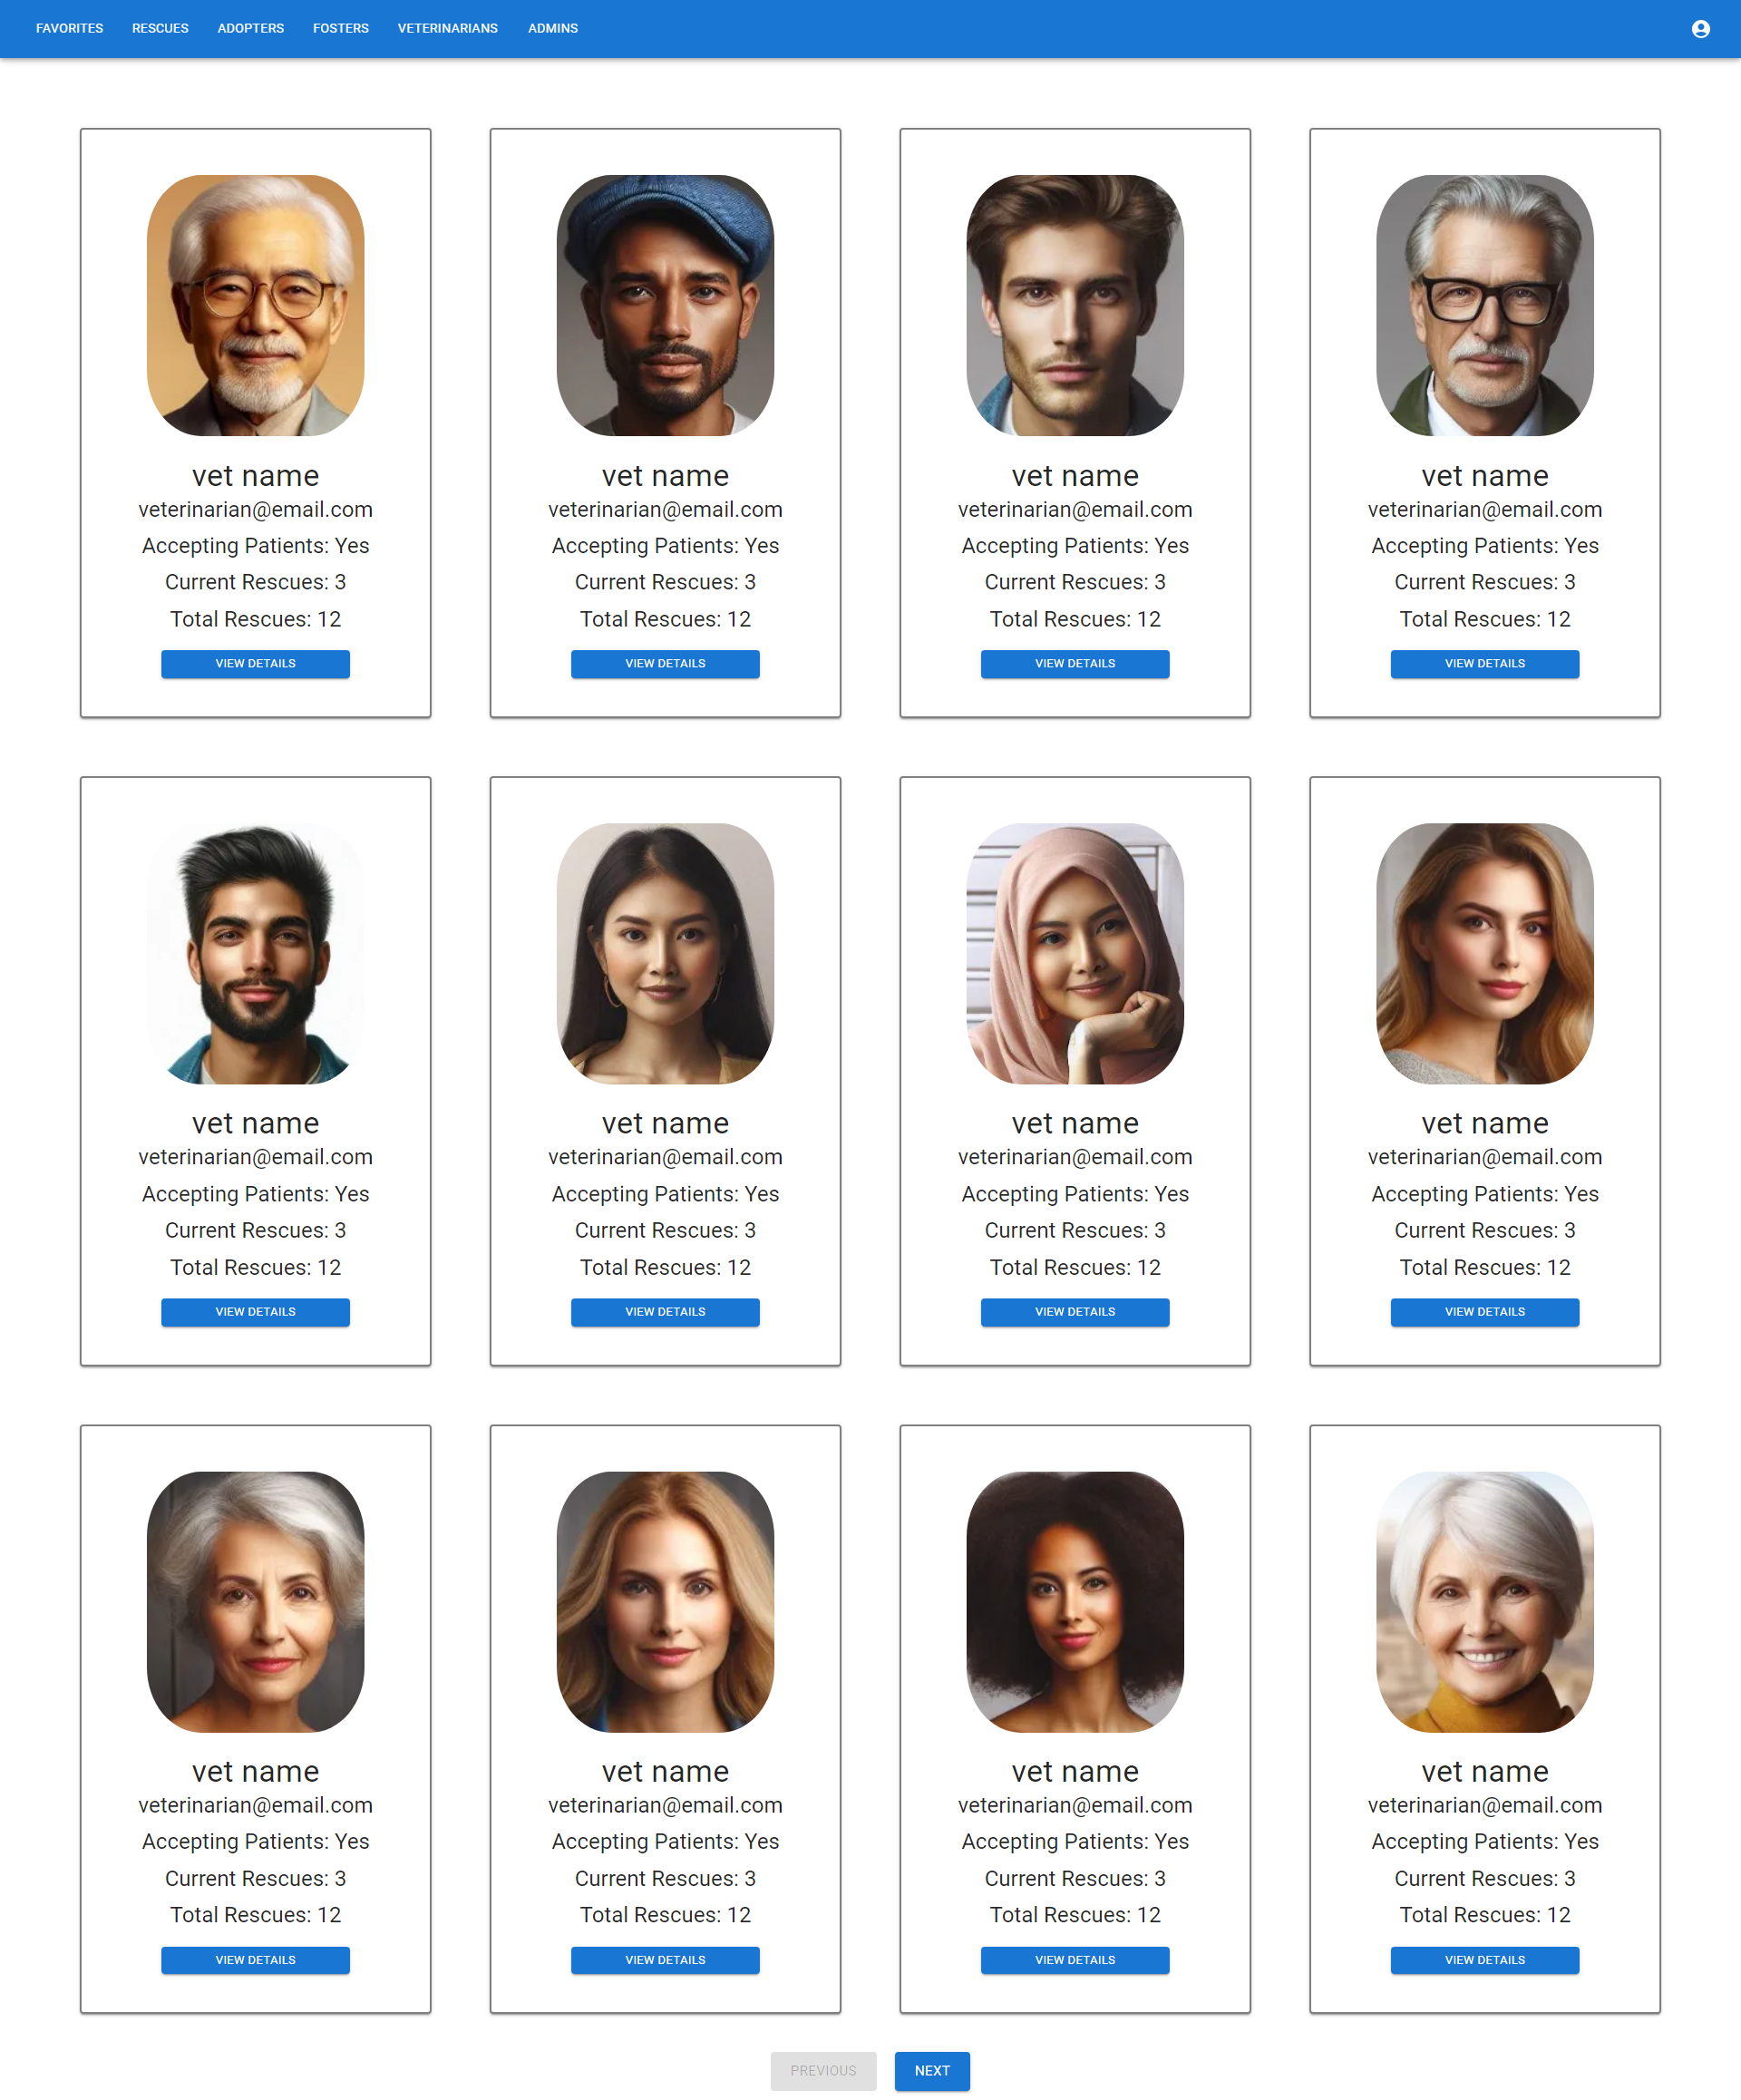 FAVORITES RESCUES ADOPTERS FOSTERS VETERINARIANS ADMINS
vet name
veterinarian@email.com
Accepting Patients: Yes
Current Rescues: 3
Total Rescues: 12
VIEW DETAILS
vet name
veterinarian@email.com
Accepting Patients: Yes
Current Rescues: 3
Total Rescues: 12
VIEW DETAILS
vet name
veterinarian@email.com
Accepting Patients: Yes
Current Rescues: 3
Total Rescues: 12
VIEW DETAILS
vet name
veterinarian@email.com
Accepting Patients: Yes
Current Rescues: 3
Total Rescues: 12
VIEW DETAILS
vet name
veterinarian@email.com
Accepting Patients: Yes
Current Rescues: 3
Total Rescues: 12
VIEW DETAILS
vet name
veterinarian@email.com
Accepting Patients: Yes
Current Rescues: 3
Total Rescues: 12
VIEW DETAILS
vet name
veterinarian@email.com
Accepting Patients: Yes
Current Rescues: 3
Total Rescues: 12
VIEW DETAILS
vet name
veterinarian@email.com
Accepting Patients: Yes
Current Rescues: 3
Total Rescues: 12
VIEW DETAILS
vet name
veterinarian@email.com
Accepting Patients: Yes
Current Rescues: 3
Total Rescues: 12
VIEW DETAILS
vet name
veterinarian@email.com
Accepting Patients: Yes
Current Rescues: 3
Total Rescues: 12
VIEW DETAILS
vet name
veterinarian@email.com
Accepting Patients: Yes
Current Rescues: 3
Total Rescues: 12
VIEW DETAILS
vet name
veterinarian@email.com
Accepting Patients: Yes
Current Rescues: 3
Total Rescues: 12
VIEW DETAILS
PREVIOUS NEXT